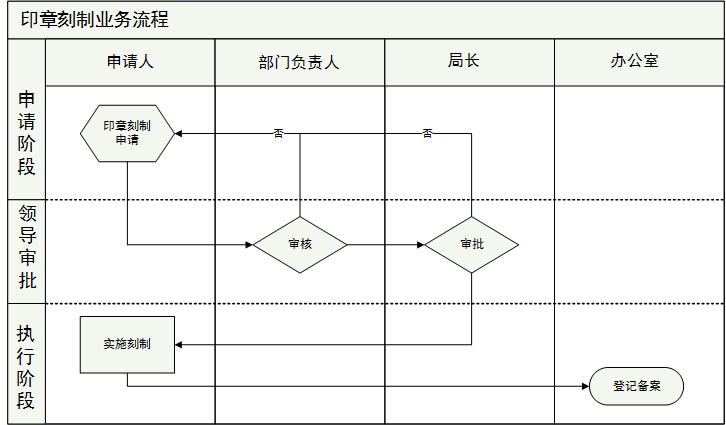 印章刻制业务流程
申请人
部门负责人
局长
办公室
申请阶段
印章刻制
申请
否
否
领导审批
审核
审批
执行阶段
实施刻制
登记备案